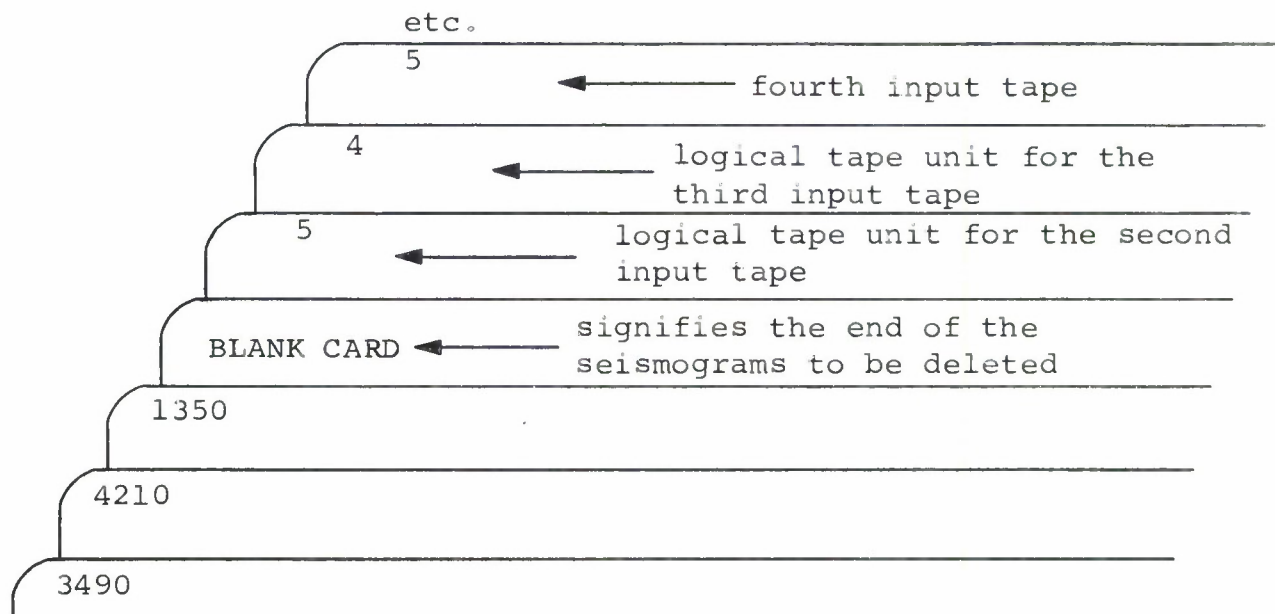 etc.
5
fourth input tape
4
logical tape unit for the
third input tape
5
logical tape unit for the second
input tape
BLANK CARD
signifies the end of the
seismograms to be deleted
1350
4210
3490